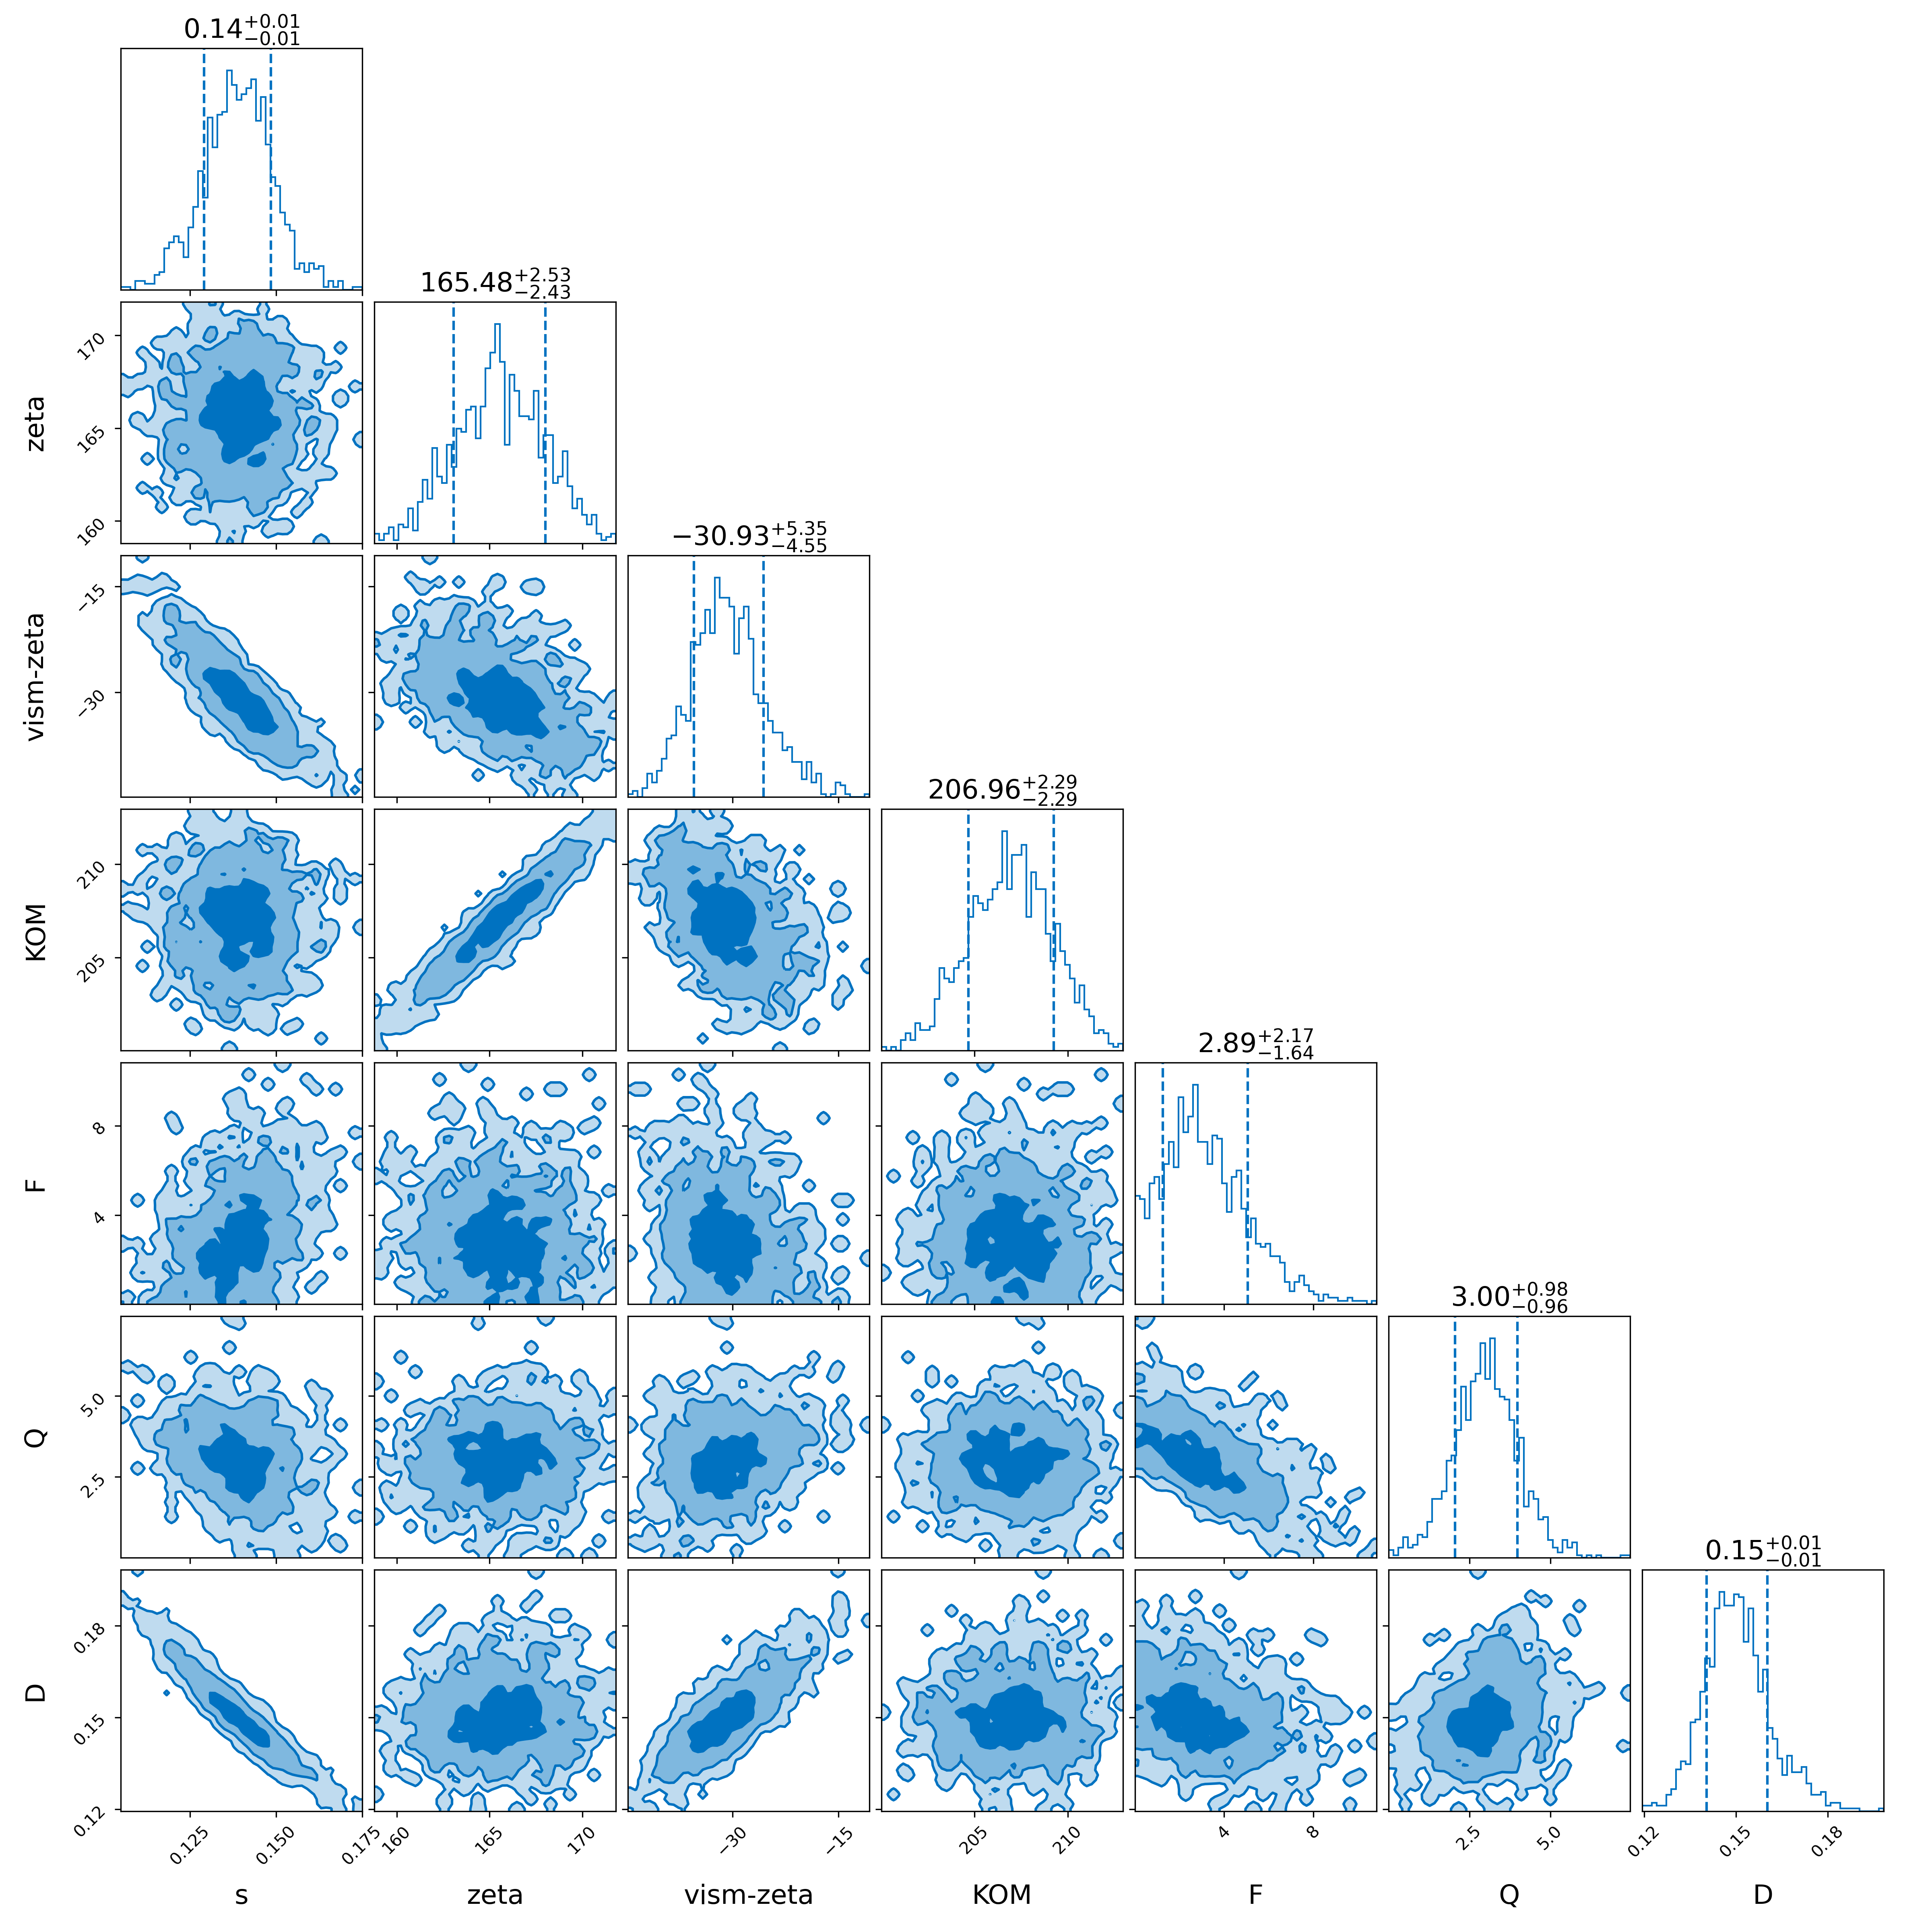 0.14+0.01−0.01
165.48+2.53−2.43
zeta
170
165
160
−30.93+5.35−4.55
vism-zeta
−15
−30
206.96+2.29−2.29
KOM
210
205
2.89+2.17−1.64
F
8
4
3.00+0.98−0.96
Q
5.0
2.5
0.15+0.01−0.01
D
0.18
0.15
0.12
0.125 0.150 0.175 160 165 170 −30 −15 205 210 4 8 2.5 5.0 0.12 0.15 0.18
s zeta vism-zeta KOM F Q D